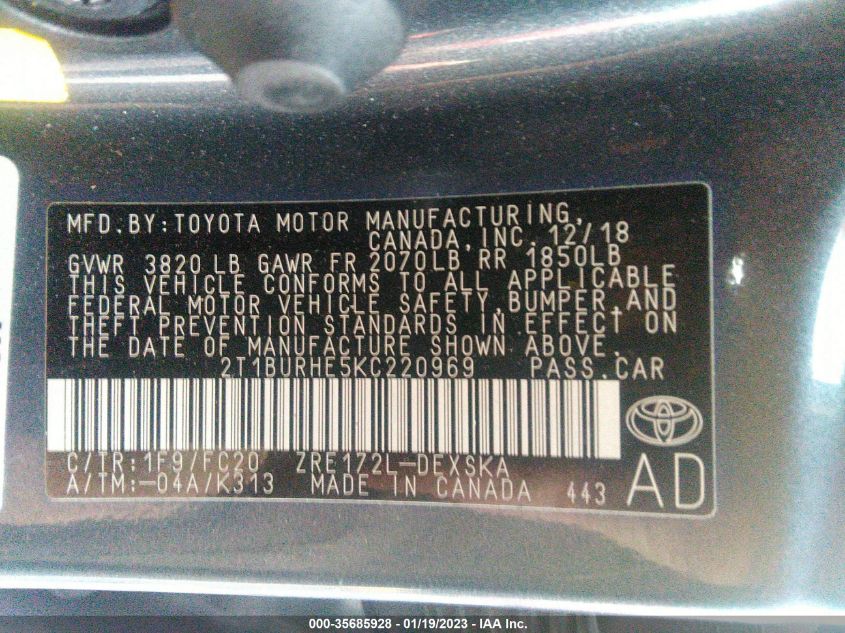 MFD.BY:TOYOTA MOTOR MANUFACTURING,
CANADA,INC. 12/18
GVWR 3820 LB GAWR FR 2070LB RR 1850LB
THIS VEHICLE CONFORMS TO ALL APPLICABLE
FEDERAL MOTOR VEHICLE SAFETY,BUMPER,AND
THEFT PREVENTION STANDARDS IN EFFECT ON
THE DATE OF MANUFACTURE SHOWN ABOVE.
2T1BURHE5KC220969 PASS.CAR
C/TR:1F9/FC20 ZRE172L-DEXSKA
A/TM:-04A/K313 MADE IN CANADA 443 AD
000-35685928 - 01/19/2023 - IAA Inc.